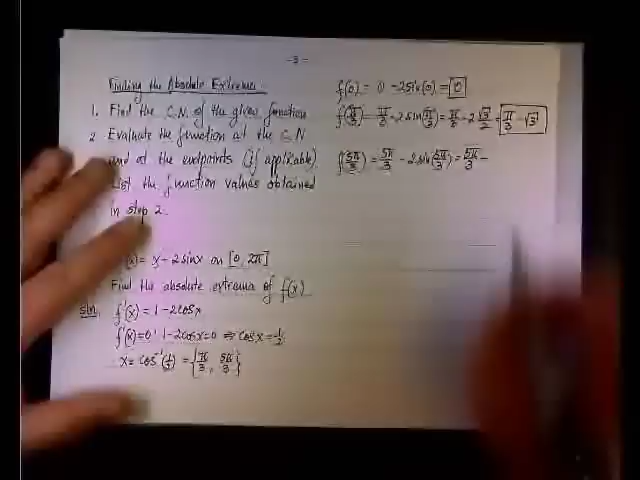 -3-
Finding the Absolute Extrema
1. Find the C.N. of the given function
2. Evaluate the function at the C.N
and at the endpoints (if applicable)
List the function values obtained
in step 2.
(x) = x - 2sinx on [0, 2π]
Find the absolute extrema of f(x)
sln. f'(x) = 1 - 2cosx
f'(x) = 0 1 - 2cosx = 0 ⇒ cosx = 1/2
x = cos⁻¹(1/2) = {π/3, 5π/3}
f(0) = 0 - 2sin(0) = 0
f(π/3) = π/3 - 2sin(π/3) = π/3 - 2 √3/2 = π/3 - √3
f(5π/3) = 5π/3 - 2sin(5π/3) = 5π/3 -